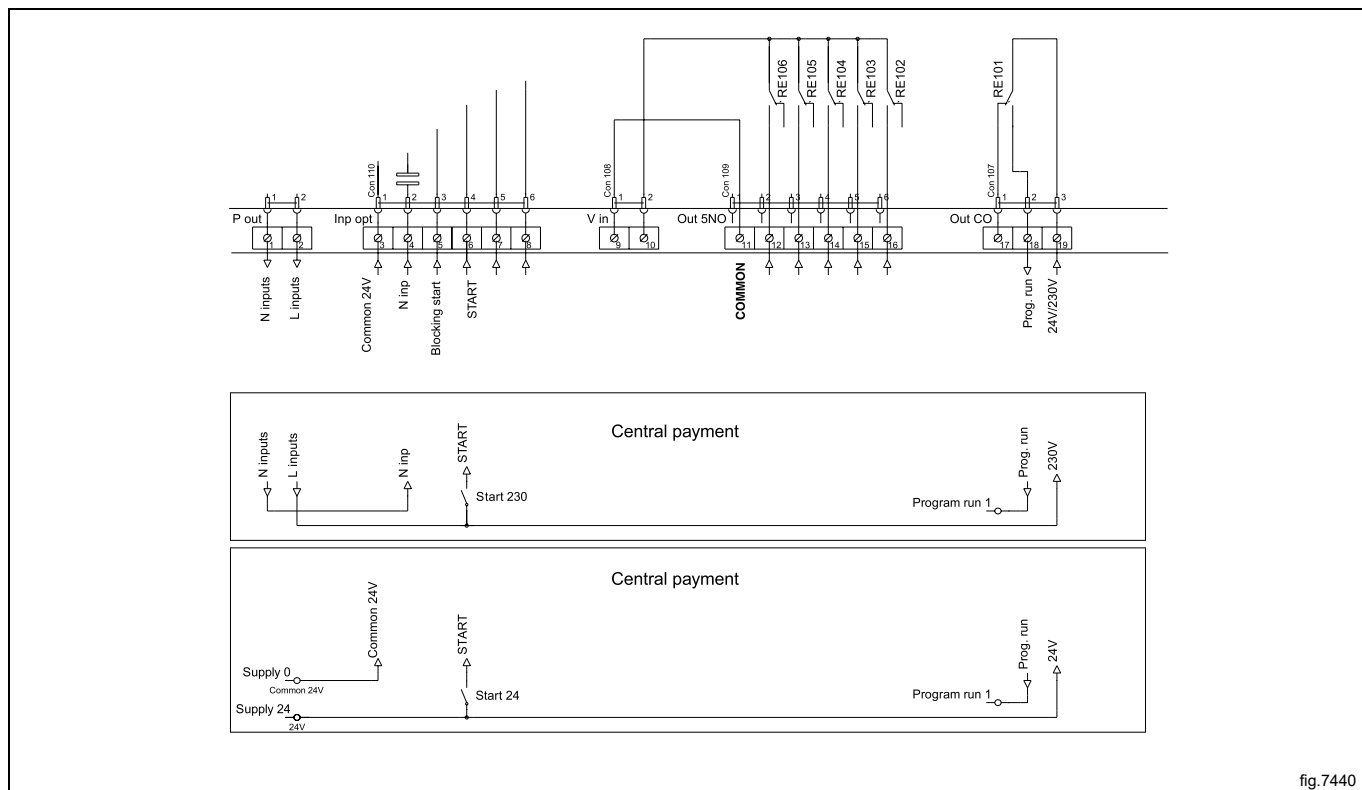 RE106 RE105 RE104 RE103 RE102 RE101
Con 110 Con 108 Con 109 Con 107
1 2 1 2 3 4 5 6 1 2 1 2 3 4 5 6 1 2 3
P out Inp opt V in Out 5NO Out CO
1 2 3 4 5 6 7 8 9 10 11 12 13 14 15 16 17 18 19
N inputs
L inputs
Common 24V
N inp
Blocking start
START
COMMON
Prog. run
24V/230V
Central payment
N inputs
L inputs
N inp
START
Start 230
Program run 1
Prog. run
230V
Central payment
Common 24V
START
Supply 0
Common 24V
Supply 24
24V
Start 24
Program run 1
Prog. run
24V
fig.7440